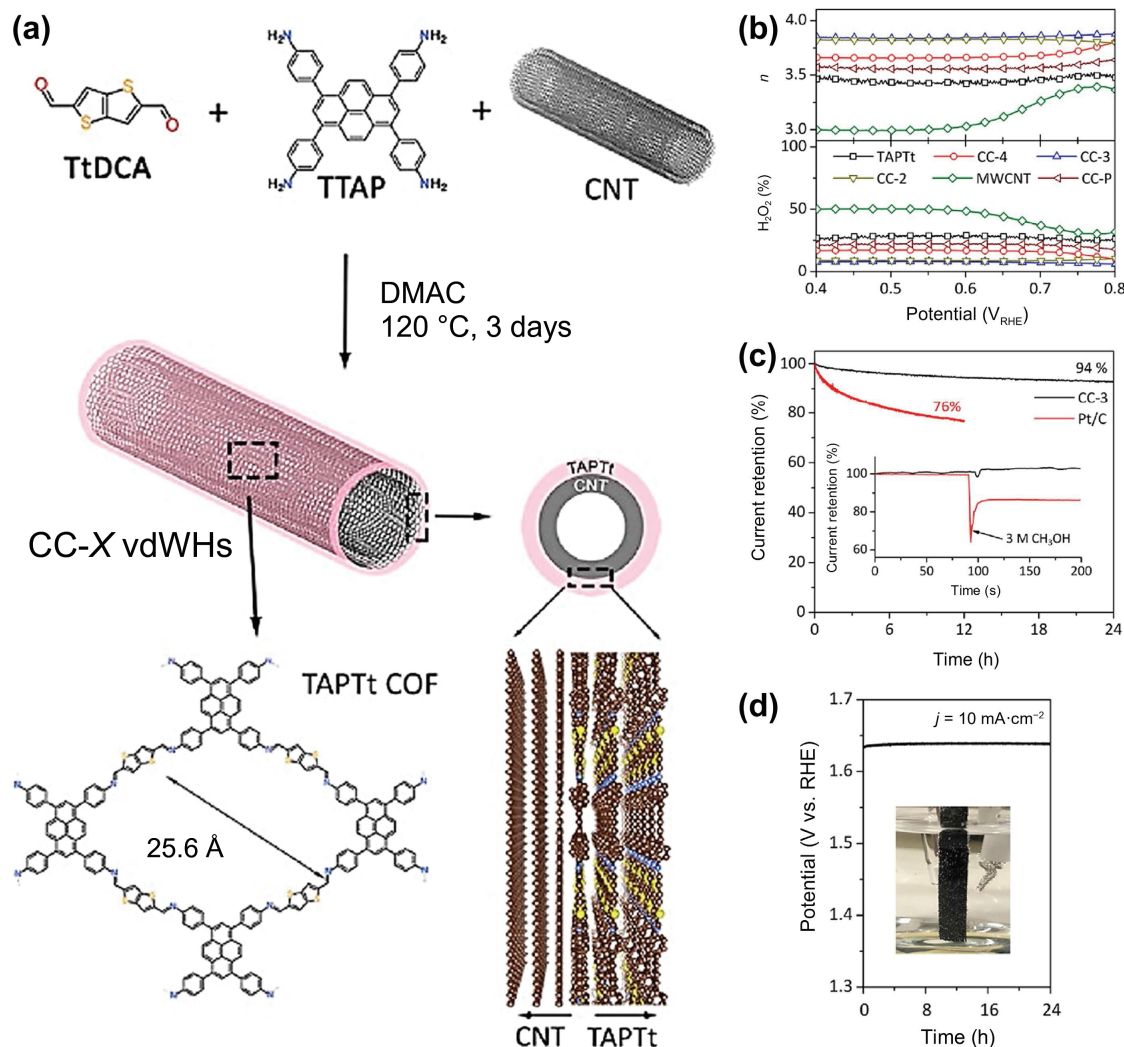 (a)
H₂N
NH₂
H₂N
NH₂
O
S
S
O
+
+
TtDCA
TTAP
CNT
DMAC
120 °C, 3 days
CC-X vdWHs
TAPTt
CNT
TAPTt COF
25.6 Å
CNT
TAPTt
(b)
4.0
3.5
3.0
n
100
50
0
H₂O₂ (%)
TAPTt
CC-4
CC-3
CC-2
MWCNT
CC-P
0.4
0.5
0.6
0.7
0.8
Potential (V_RHE)
(c)
100
80
60
40
20
0
Current retention (%)
94 %
76%
CC-3
Pt/C
Current retention (%)
100
80
60
3 M CH₃OH
0
50
100
150
200
Time (s)
0
6
12
18
24
Time (h)
(d)
1.7
1.6
1.5
1.4
1.3
Potential (V vs. RHE)
j = 10 mA·cm⁻²
0
8
16
24
Time (h)